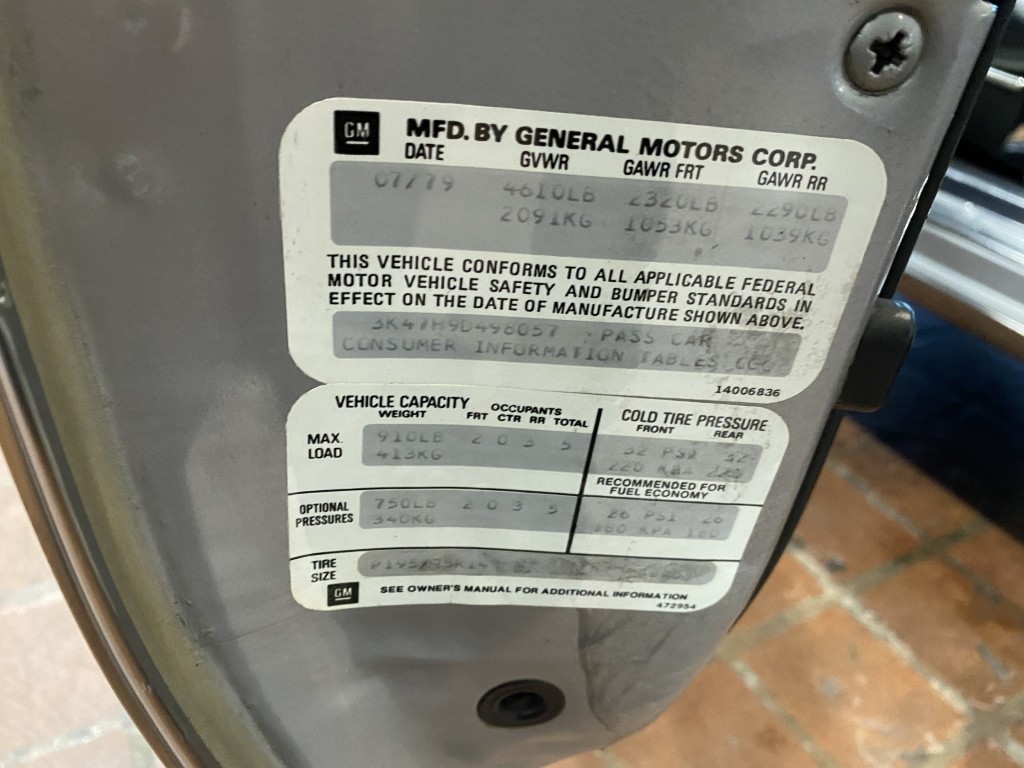 GM MFD. BY GENERAL MOTORS CORP.
DATE GVWR GAWR FRT GAWR RR
07/79 4610LB 2320LB 2290LB
2091KG 1053KG 1039KG
THIS VEHICLE CONFORMS TO ALL APPLICABLE FEDERAL
MOTOR VEHICLE SAFETY AND BUMPER STANDARDS IN
EFFECT ON THE DATE OF MANUFACTURE SHOWN ABOVE.
3K47H9D498057 PASS CAR
CONSUMER INFORMATION TABLES
14006836
VEHICLE CAPACITY OCCUPANTS COLD TIRE PRESSURE
WEIGHT FRT CTR RR TOTAL FRONT REAR
MAX. LOAD 910LB 2 0 3 5 32 PSI 32
413KG 220 KPA 220
RECOMMENDED FOR
FUEL ECONOMY
OPTIONAL PRESSURES 750LB 2 0 3 5 26 PSI 26
340KG 180 KPA 180
TIRE SIZE P195/75R14
GM SEE OWNER'S MANUAL FOR ADDITIONAL INFORMATION
472954